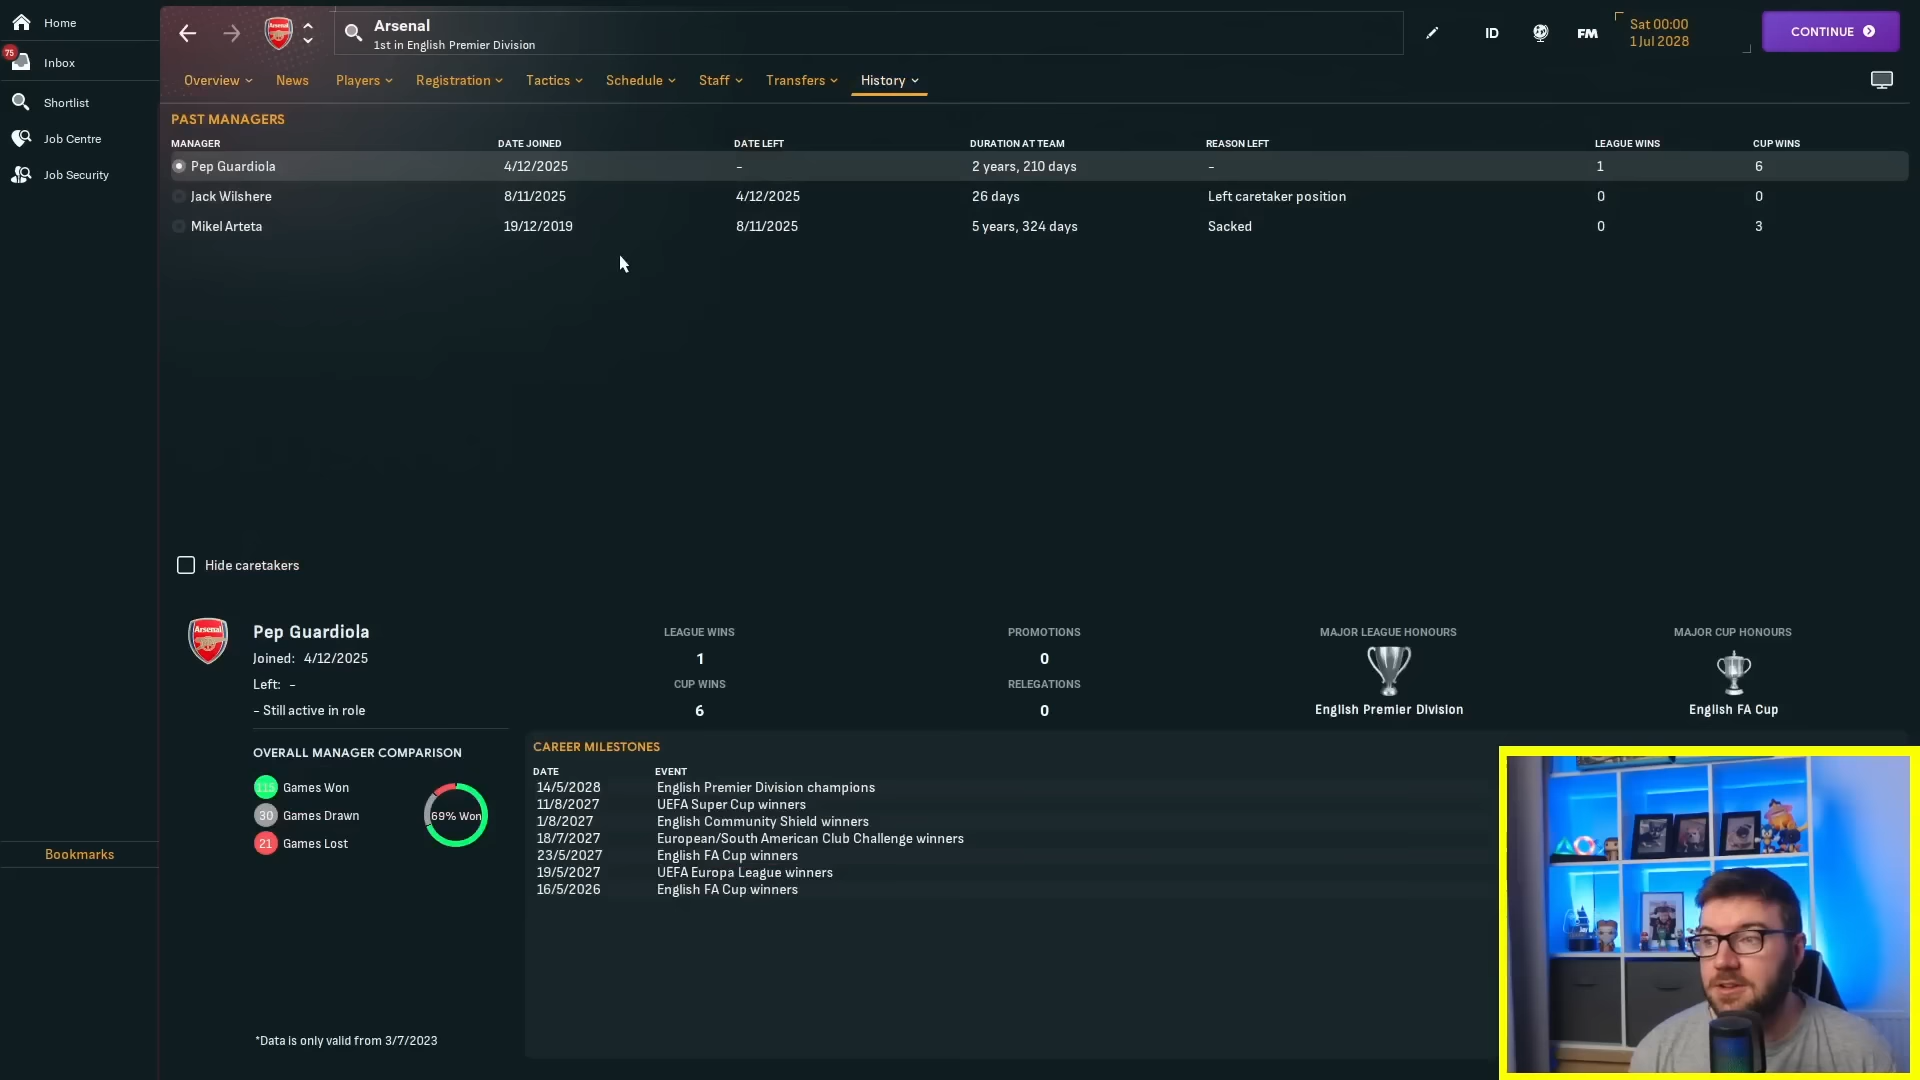 Home
75
Inbox
Shortlist
Job Centre
Job Security
Bookmarks
Arsenal
Arsenal
1st in English Premier Division
ID
FM
Sat 00:00
1 Jul 2028
CONTINUE
Overview News Players Registration Tactics Schedule Staff Transfers History
PAST MANAGERS
MANAGER DATE JOINED DATE LEFT DURATION AT TEAM REASON LEFT LEAGUE WINS CUP WINS
Pep Guardiola 4/12/2025 - 2 years, 210 days - 1 6
Jack Wilshere 8/11/2025 4/12/2025 26 days Left caretaker position 0 0
Mikel Arteta 19/12/2019 8/11/2025 5 years, 324 days Sacked 0 3
Hide caretakers
Arsenal
Pep Guardiola
Joined: 4/12/2025
Left: -
- Still active in role
LEAGUE WINS PROMOTIONS MAJOR LEAGUE HONOURS MAJOR CUP HONOURS
1 0
CUP WINS RELEGATIONS
6 0 English Premier Division English FA Cup
OVERALL MANAGER COMPARISON
115 Games Won
30 Games Drawn
21 Games Lost
69% Won
CAREER MILESTONES
DATE EVENT
14/5/2028 English Premier Division champions
11/8/2027 UEFA Super Cup winners
1/8/2027 English Community Shield winners
18/7/2027 European/South American Club Challenge winners
23/5/2027 English FA Cup winners
19/5/2027 UEFA Europa League winners
16/5/2026 English FA Cup winners
*Data is only valid from 3/7/2023